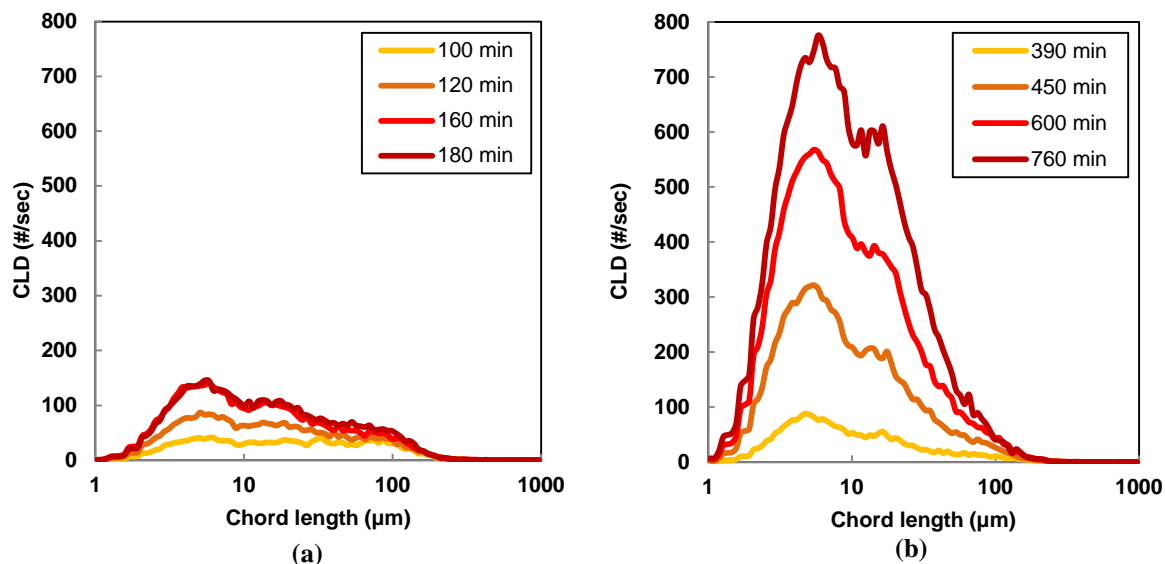 800
700
600
500
400
300
200
100
0
CLD (#/sec)
100 min
120 min
160 min
180 min
1 10 100 1000
Chord length (µm)
(a)
800
700
600
500
400
300
200
100
0
CLD (#/sec)
390 min
450 min
600 min
760 min
1 10 100 1000
Chord length (µm)
(b)